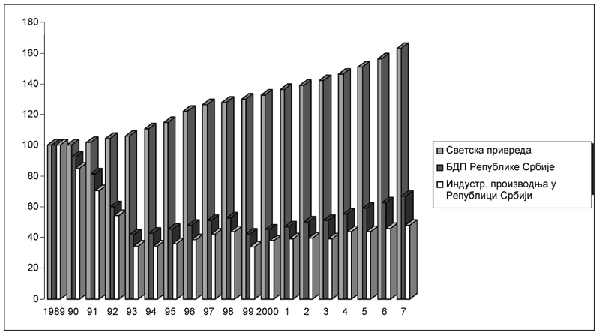 180
160
140
120
100
80
60
40
20
0
1989 90 91 92 93 94 95 96 97 98 99 2000 1 2 3 4 5 6 7
Светска привреда
БДП Републике Србије
Индустр. производња у
Републици Србији